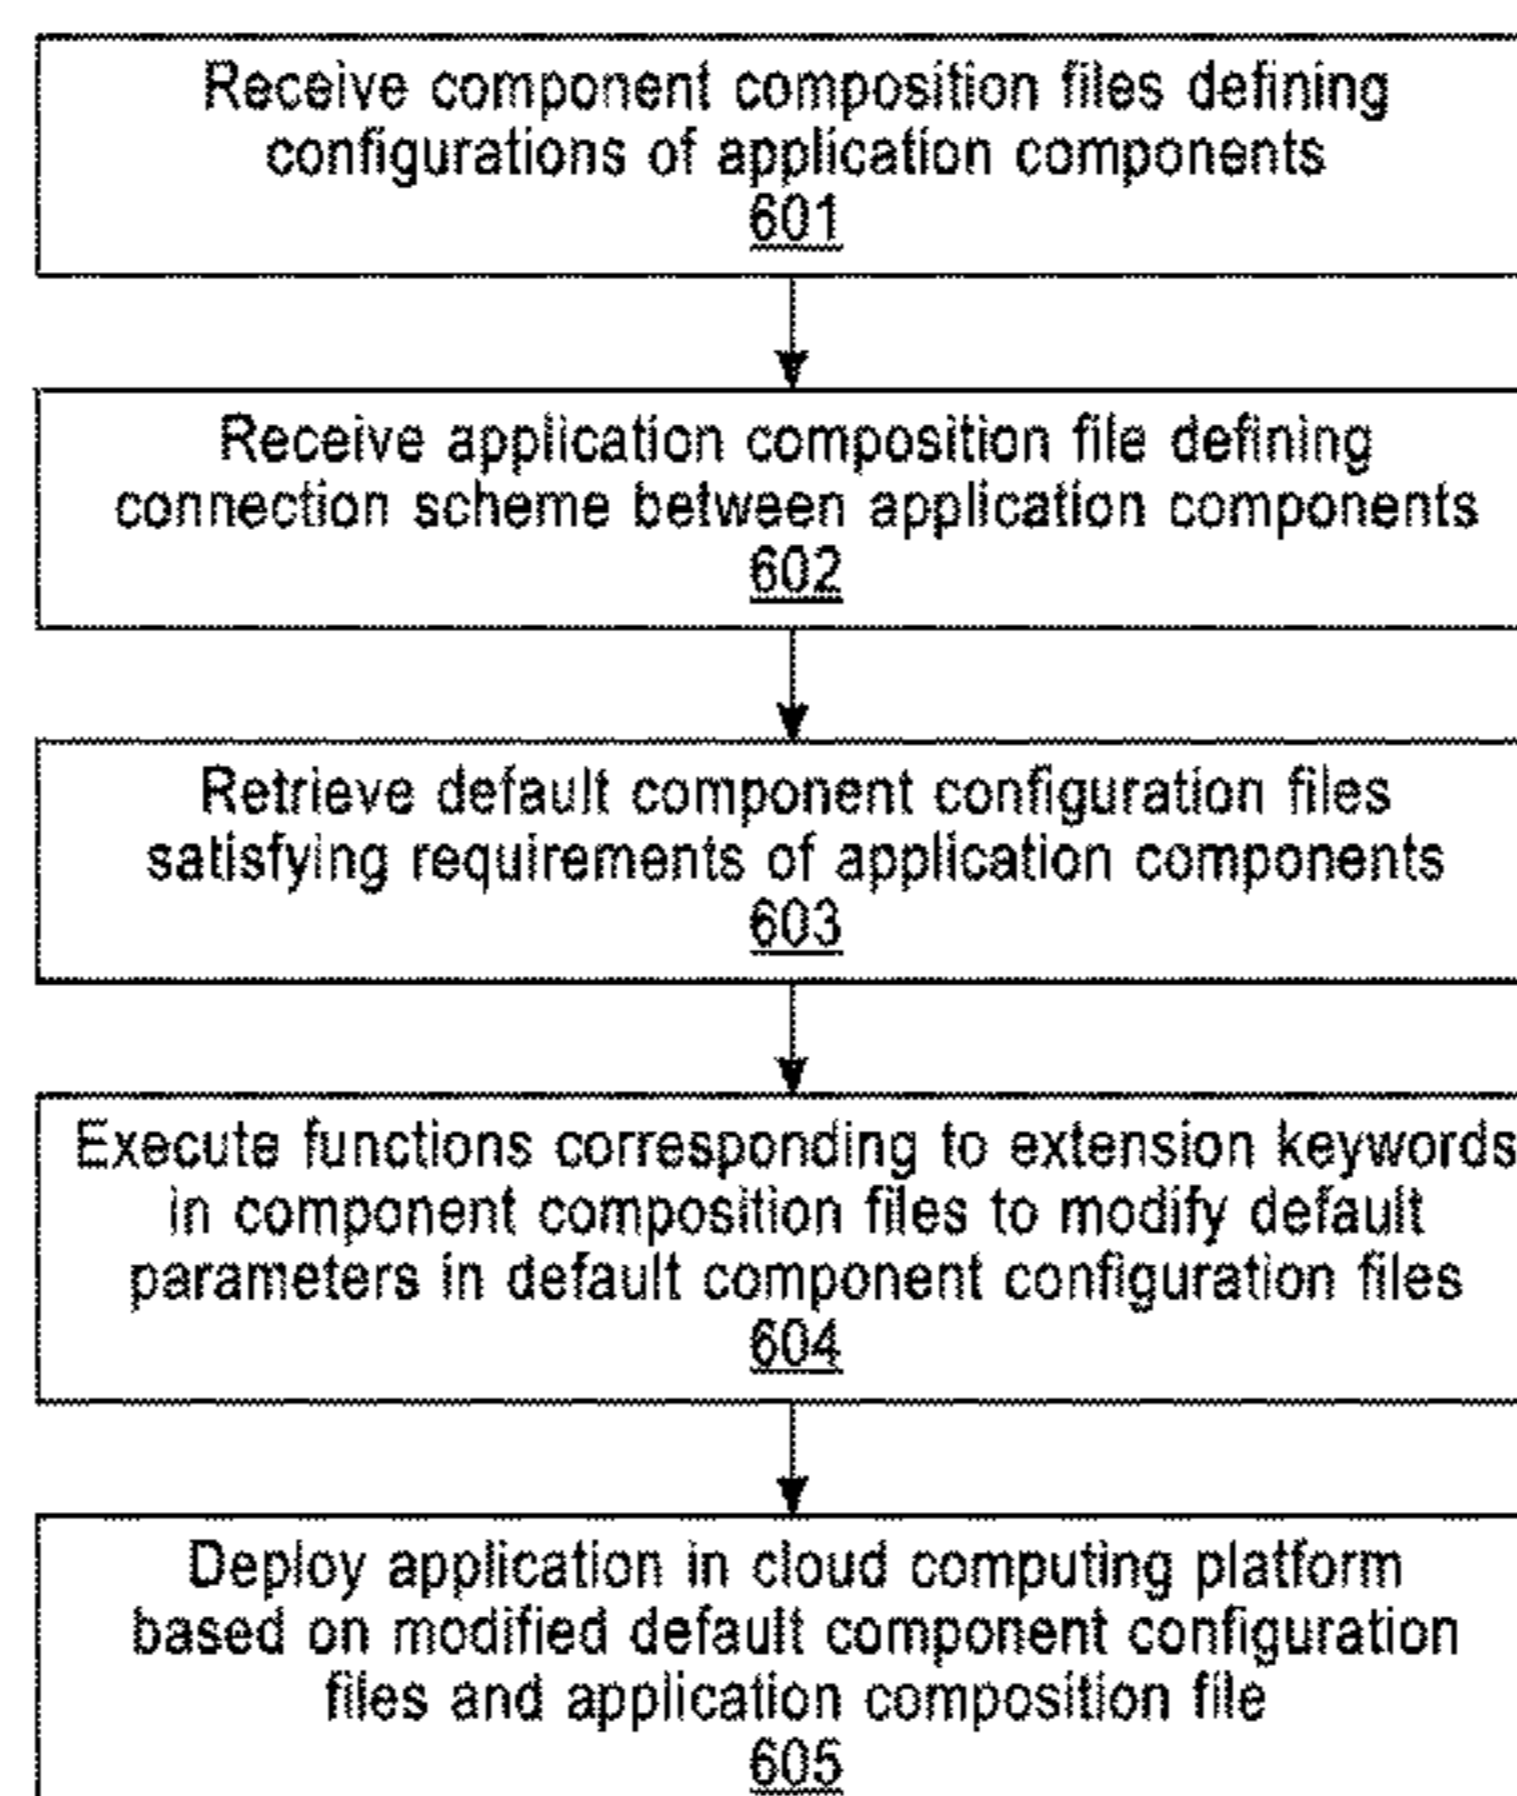 Receive component composition files defining
configurations of application components
601
Receive application composition file defining
connection scheme between application components
602
Retrieve default component configuration files
satisfying requirements of application components
603
Execute functions corresponding to extension keywords
in component composition files to modify default
parameters in default component configuration files
604
Deploy application in cloud computing platform
based on modified default component configuration
files and application composition file
605